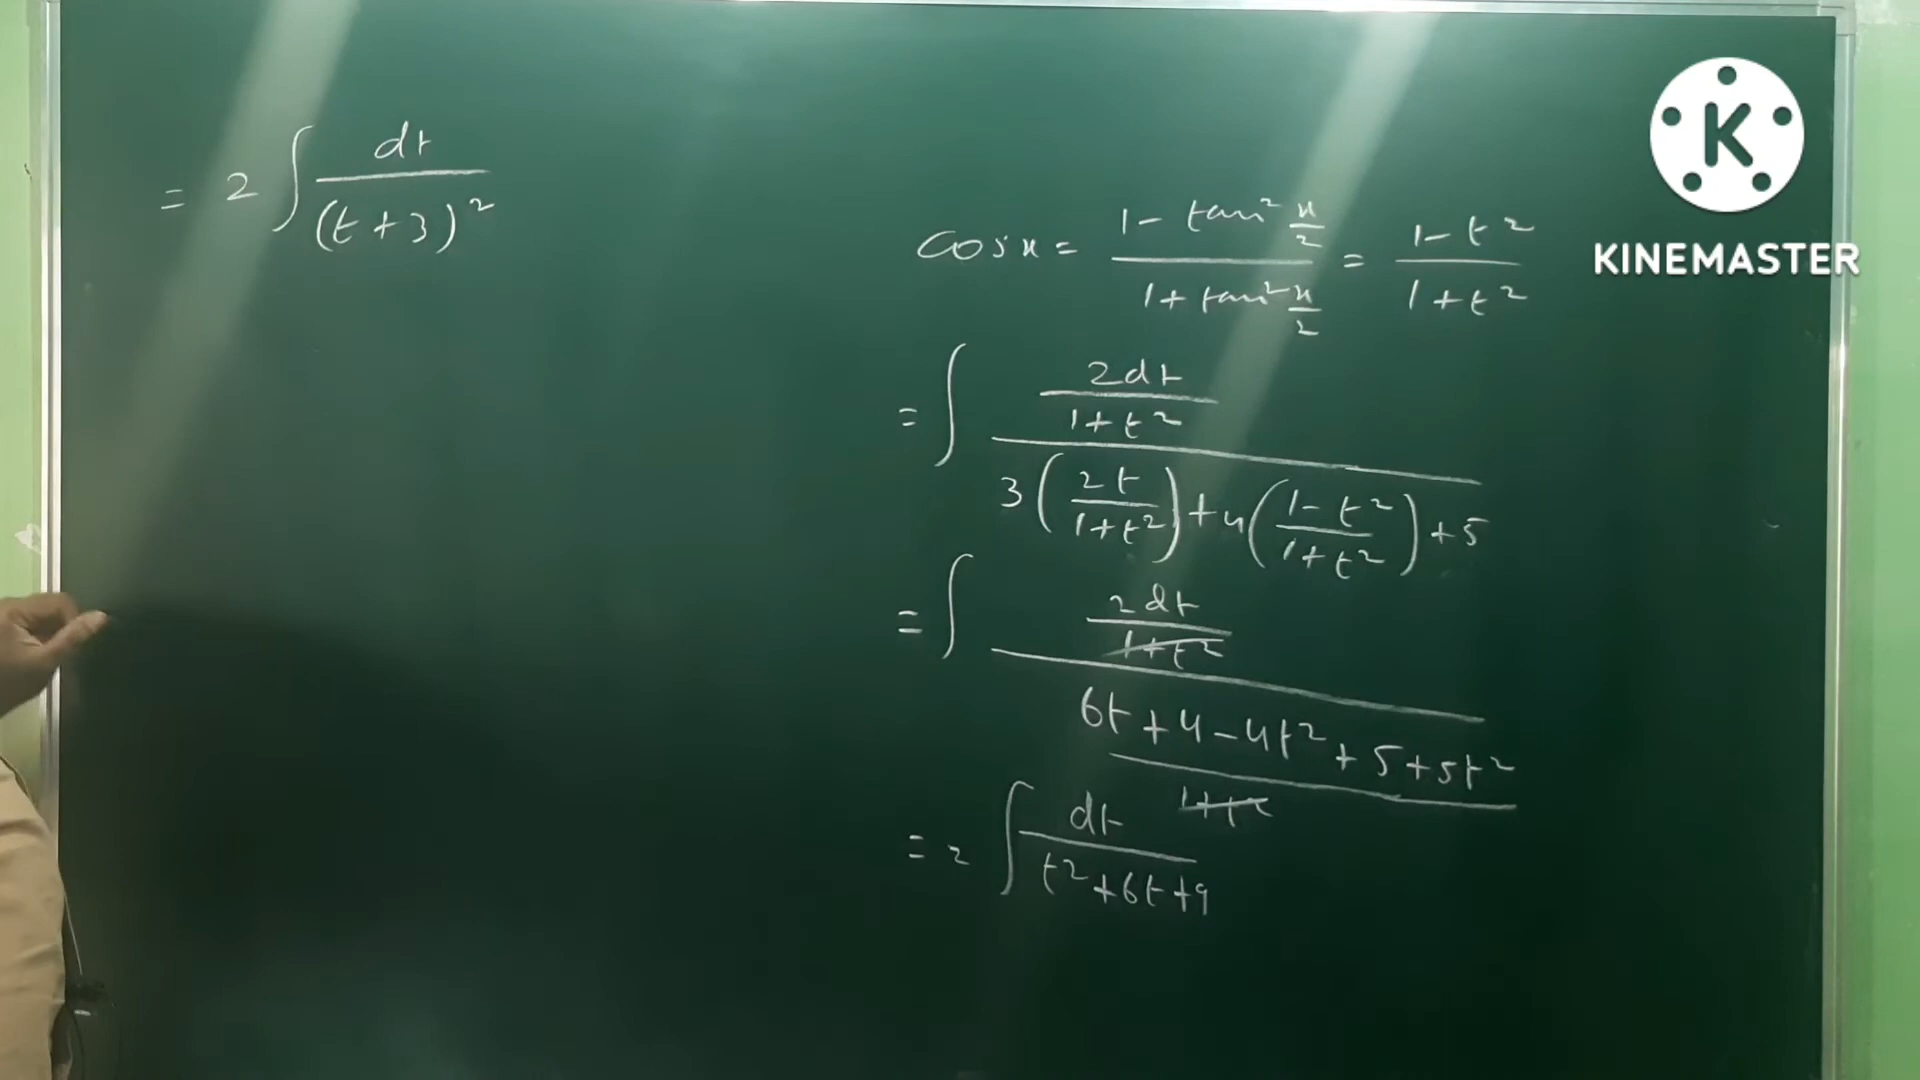 = 2 ∫ dt / (t+3)²
cos x = (1 - tan² x/2) / (1 + tan² x/2) = (1 - t²) / (1 + t²)
= ∫ (2dt / (1+t²)) / (3(2t / (1+t²)) + 4((1-t²) / (1+t²)) + 5)
= ∫ (2dt / (1+t²)) / ((6t + 4 - 4t² + 5 + 5t²) / (1+t²))
= 2 ∫ dt / (t² + 6t + 9)
K
KINEMASTER